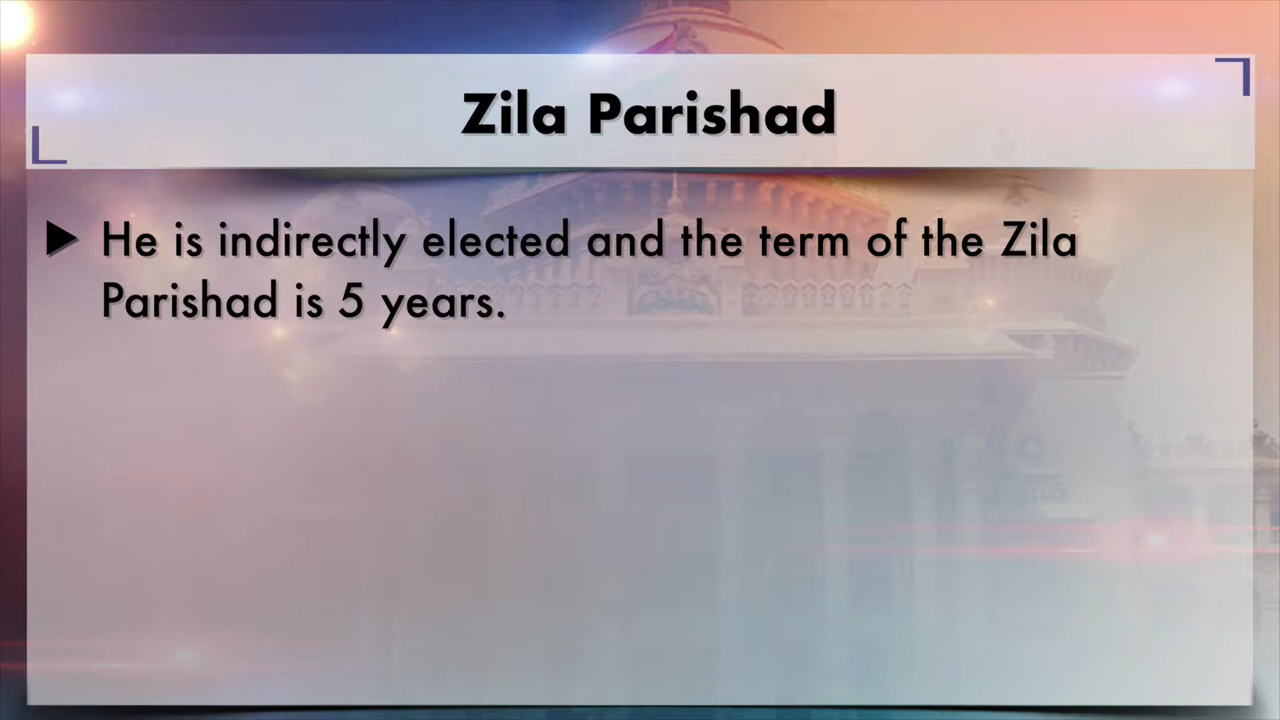 Zila Parishad
▶ He is indirectly elected and the term of the Zila
Parishad is 5 years.